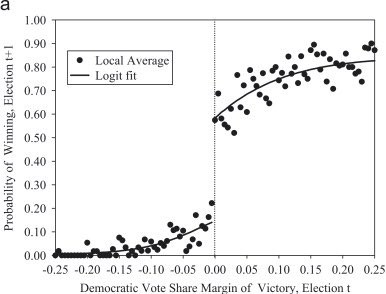 a
1.00
0.90
0.80
0.70
0.60
0.50
0.40
0.30
0.20
0.10
0.00
Probability of Winning, Election t+1
Local Average
Logit fit
-0.25 -0.20 -0.15 -0.10 -0.05 0.00 0.05 0.10 0.15 0.20 0.25
Democratic Vote Share Margin of Victory, Election t